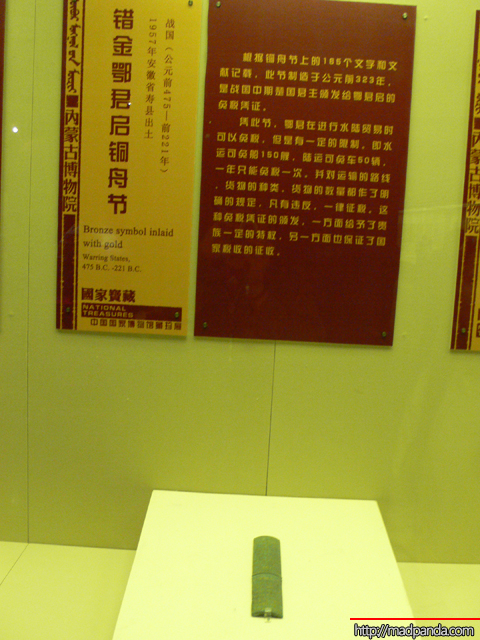 错金鄂君启铜舟节
战国（公元前475—前221年）
1957年安徽省寿县出土
内蒙古博物院
Bronze symbol inlaid
with gold
Warring States,
475 B.C. -221 B.C.
國家寶藏
NATIONAL
TREASURES
中国国家博物馆藏珍展
根据铜舟节上的165个文字和文
献记载，此节制造于公元前323年，
是战国中期楚国君主颁发给鄂君启的
免税凭证。
凭此节，鄂君在进行水陆贸易时
可以免税，但是有一定的限制，即水
运可免船150艘，陆运可免车50辆，
一年只能免税一次，并对运输的路线
、货物的种类、货物的数量都作了明
确的规定，凡有违反，一律征税，这
种免税凭证的颁发，一方面给予了贵
族一定的特权，另一方面也保证了国
家税收的征收。
http://madpanda.com/